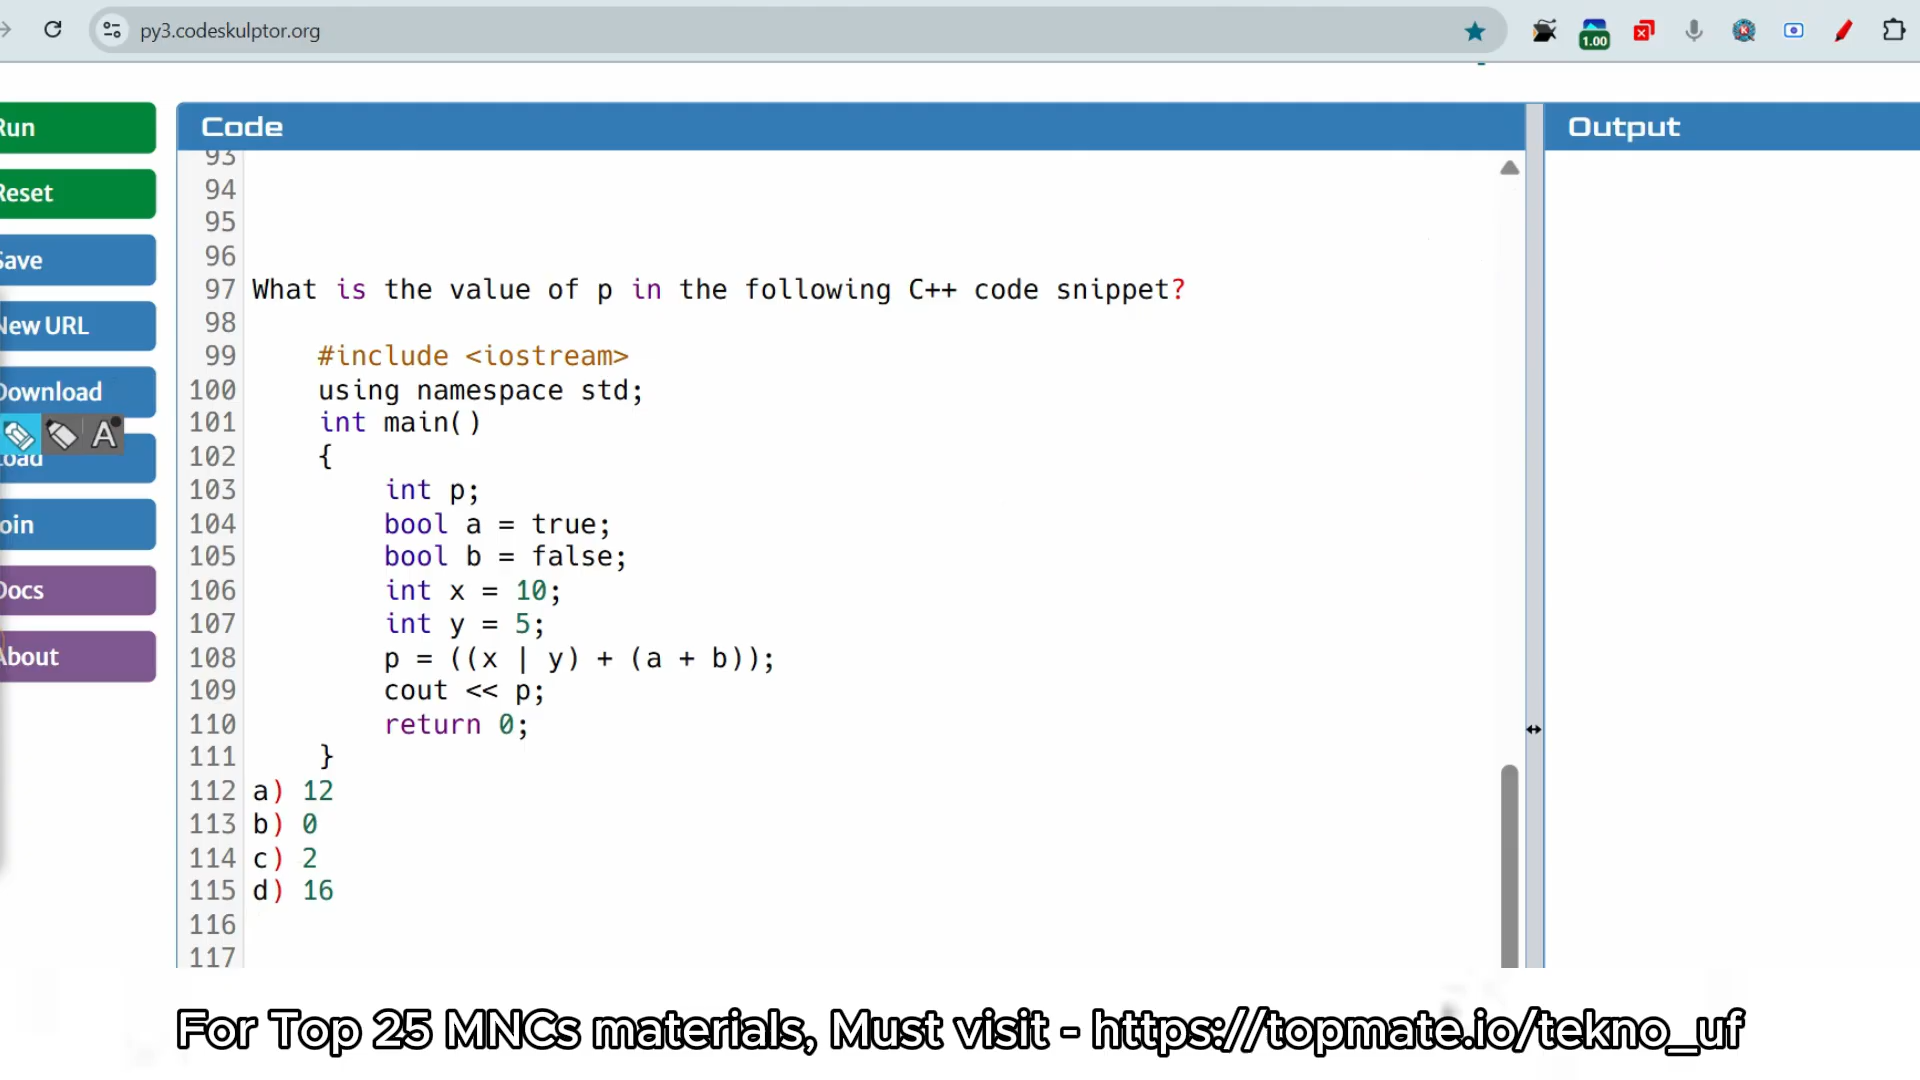 py3.codeskulptor.org
1.00
Run
Reset
Save
New URL
Download
A
Load
Join
Docs
About
Code
Output
93
94
95
96
97 What is the value of p in the following C++ code snippet?
98
99 #include <iostream>
100 using namespace std;
101 int main()
102 {
103 int p;
104 bool a = true;
105 bool b = false;
106 int x = 10;
107 int y = 5;
108 p = ((x | y) + (a + b));
109 cout << p;
110 return 0;
111 }
112 a) 12
113 b) 0
114 c) 2
115 d) 16
116
117
For Top 25 MNCs materials, Must visit - https://topmate.io/tekno_uf